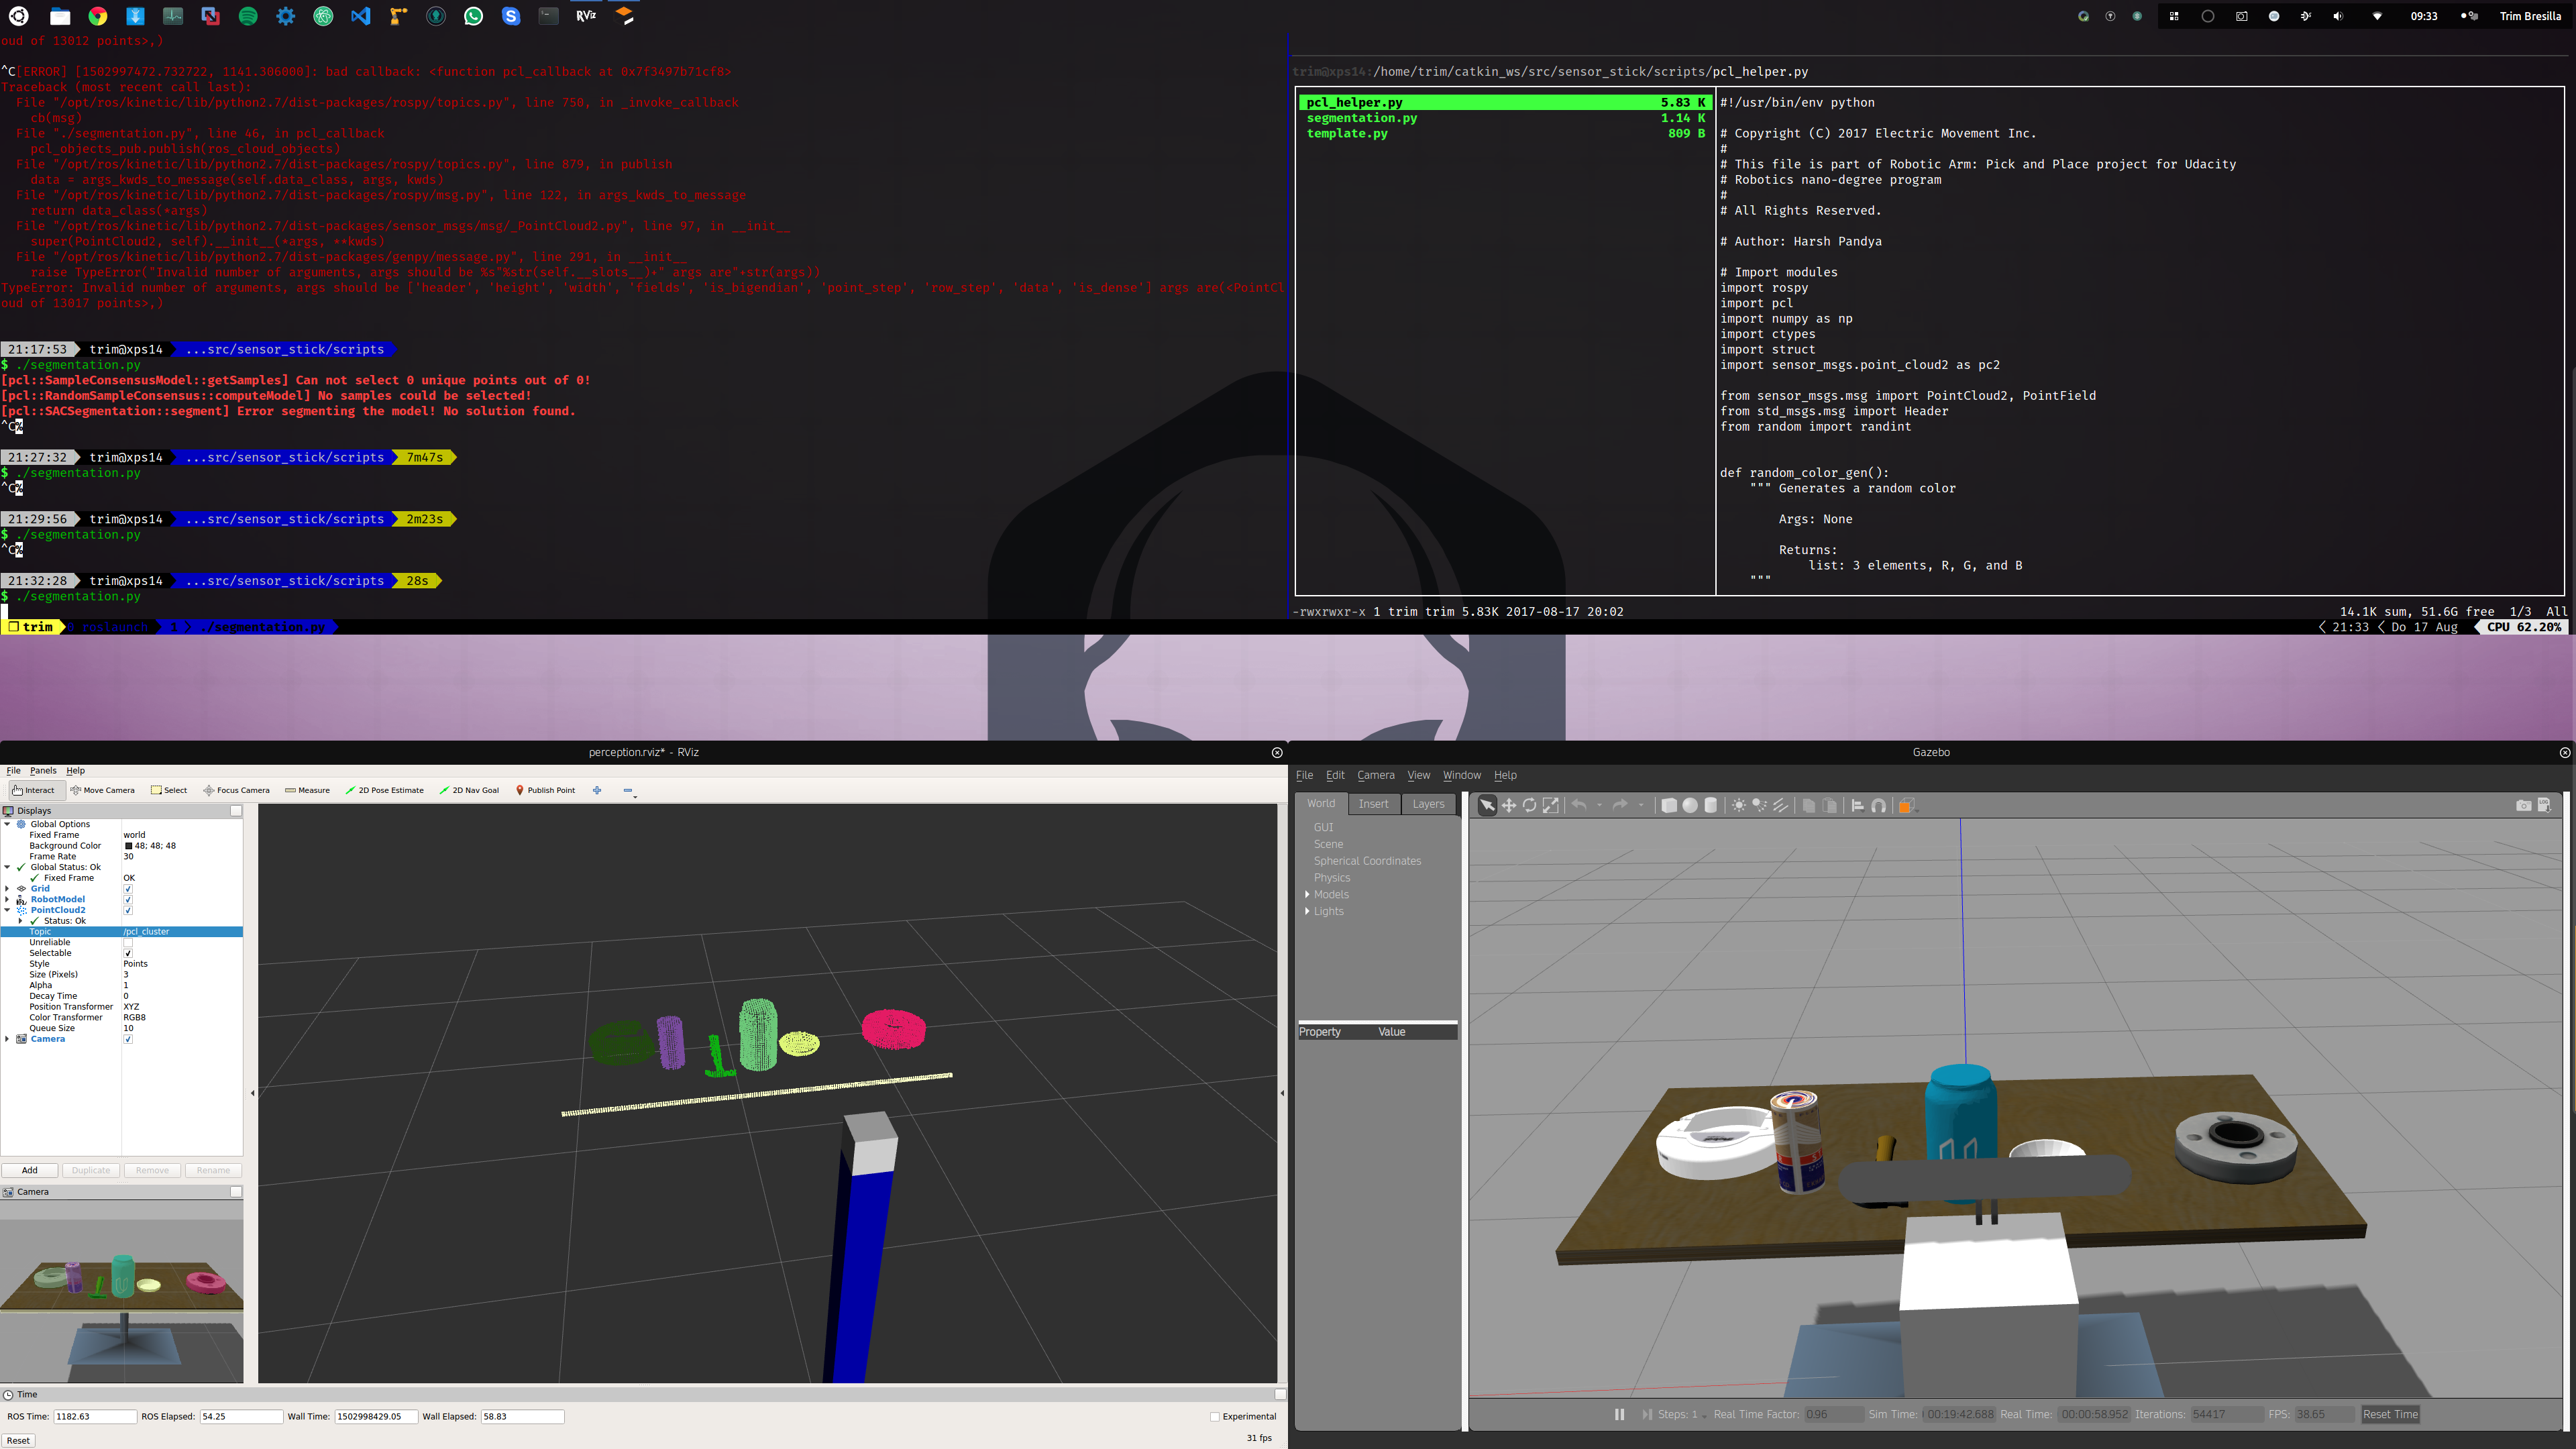 RViz
09:33
Trim Bresilla
oud of 13012 points>,)
^C[ERROR] [1502997472.732722, 1141.306000]: bad callback: <function pcl_callback at 0x7f3497b71cf8>
Traceback (most recent call last):
File "/opt/ros/kinetic/lib/python2.7/dist-packages/rospy/topics.py", line 750, in _invoke_callback
cb(msg)
File "./segmentation.py", line 46, in pcl_callback
pcl_objects_pub.publish(ros_cloud_objects)
File "/opt/ros/kinetic/lib/python2.7/dist-packages/rospy/topics.py", line 879, in publish
data = args_kwds_to_message(self.data_class, args, kwds)
File "/opt/ros/kinetic/lib/python2.7/dist-packages/rospy/msg.py", line 122, in args_kwds_to_message
return data_class(*args)
File "/opt/ros/kinetic/lib/python2.7/dist-packages/sensor_msgs/msg/_PointCloud2.py", line 97, in __init__
super(PointCloud2, self).__init__(*args, **kwds)
File "/opt/ros/kinetic/lib/python2.7/dist-packages/genpy/message.py", line 291, in __init__
raise TypeError("Invalid number of arguments, args should be %s"%str(self.__slots__)+" args are"+str(args))
TypeError: Invalid number of arguments, args should be ['header', 'height', 'width', 'fields', 'is_bigendian', 'point_step', 'row_step', 'data', 'is_dense'] args are(<PointCl
oud of 13017 points>,)
21:17:53 trim@xps14 ...src/sensor_stick/scripts
$ ./segmentation.py
[pcl::SampleConsensusModel::getSamples] Can not select 0 unique points out of 0!
[pcl::RandomSampleConsensus::computeModel] No samples could be selected!
[pcl::SACSegmentation::segment] Error segmenting the model! No solution found.
^C%
21:27:32 trim@xps14 ...src/sensor_stick/scripts 7m47s
$ ./segmentation.py
^C%
21:29:56 trim@xps14 ...src/sensor_stick/scripts 2m23s
$ ./segmentation.py
^C%
21:32:28 trim@xps14 ...src/sensor_stick/scripts 28s
$ ./segmentation.py
trim roslaunch 1 ./segmentation.py
trim@xps14:/home/trim/catkin_ws/src/sensor_stick/scripts/pcl_helper.py
pcl_helper.py 5.83 K
segmentation.py 1.14 K
template.py 809 B
#!/usr/bin/env python
# Copyright (C) 2017 Electric Movement Inc.
#
# This file is part of Robotic Arm: Pick and Place project for Udacity
# Robotics nano-degree program
#
# All Rights Reserved.
# Author: Harsh Pandya
# Import modules
import rospy
import pcl
import numpy as np
import ctypes
import struct
import sensor_msgs.point_cloud2 as pc2
from sensor_msgs.msg import PointCloud2, PointField
from std_msgs.msg import Header
from random import randint
def random_color_gen():
""" Generates a random color
Args: None
Returns:
list: 3 elements, R, G, and B
"""
-rwxrwxr-x 1 trim trim 5.83K 2017-08-17 20:02
14.1K sum, 51.6G free 1/3 All
21:33 Do 17 Aug CPU 62.20%
perception.rviz* - RViz
File Panels Help
Interact Move Camera Select Focus Camera Measure 2D Pose Estimate 2D Nav Goal Publish Point
Displays
Global Options
Fixed Frame world
Background Color 48; 48; 48
Frame Rate 30
Global Status: Ok
Fixed Frame OK
Grid
RobotModel
PointCloud2
Status: Ok
Topic /pcl_cluster
Unreliable
Selectable
Style Points
Size (Pixels) 3
Alpha 1
Decay Time 0
Position Transformer XYZ
Color Transformer RGB8
Queue Size 10
Camera
Add Duplicate Remove Rename
Camera
Time
ROS Time: 1182.63 ROS Elapsed: 54.25 Wall Time: 1502998429.05 Wall Elapsed: 58.83 Experimental
Reset
31 fps
Gazebo
File Edit Camera View Window Help
World Insert Layers
GUI
Scene
Spherical Coordinates
Physics
Models
Lights
Property Value
Steps: 1 Real Time Factor: 0.96 Sim Time: 00:19:42.688 Real Time: 00:00:58.952 Iterations: 54417 FPS: 38.65 Reset Time